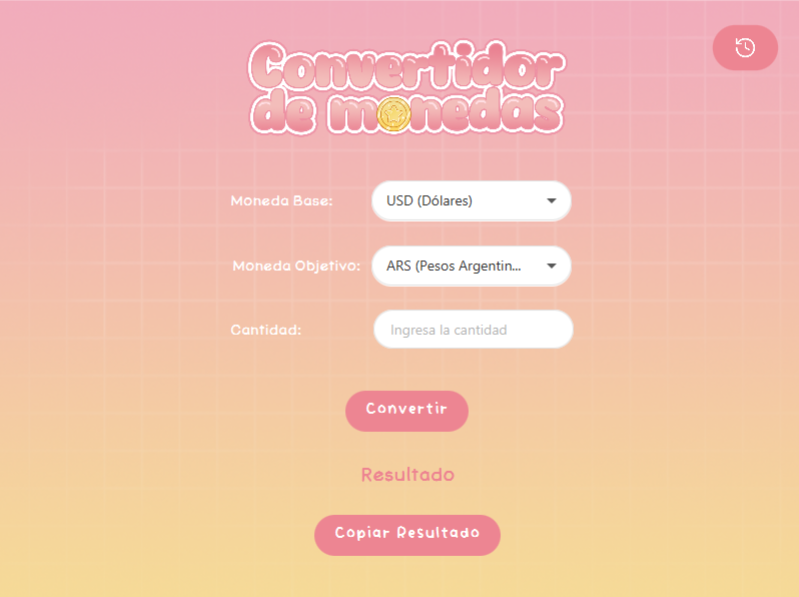 Convertidor
de monedas
Moneda Base:
USD (Dólares)
Moneda Objetivo:
ARS (Pesos Argentin...
Cantidad:
Ingresa la cantidad
Convertir
Resultado
Copiar Resultado